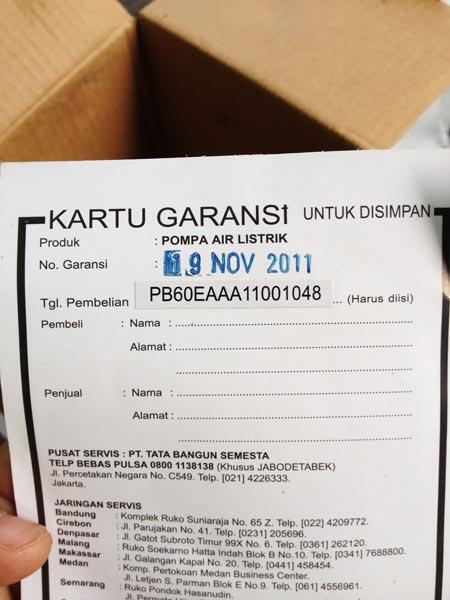 KARTU GARANSI UNTUK DISIMPAN
Produk : POMPA AIR LISTRIK
No. Garansi : 19 NOV 2011
Tgl. Pembelian PB60EAAA11001048 ... (Harus diisi)
Pembeli : Nama : ...
Alamat : ...
Penjual : Nama : ...
Alamat : ...
PUSAT SERVIS : PT. TATA BANGUN SEMESTA
TELP BEBAS PULSA 0800 1138138 (Khusus JABODETABEK)
Jl. Percetakan Negara No. C549. Telp. [021] 4226333.
Jakarta.
JARINGAN SERVIS
Bandung : Komplek Ruko Suniaraja No. 65 Z. Telp. [022] 4209772.
Cirebon : Jl. Parujakan No. 41. Telp. [0231] 205696.
Denpasar : Jl. Gatot Subroto Timur 99X No. 6. Telp. [0361] 262120.
Malang : Ruko Soekarno Hatta Indah Blok B No.10. Telp. [0341] 7688800.
Makassar : Jl. Galangan Kapal No. 20. Telp. [0441] 458454.
Medan : Komp. Pertokoan Medan Business Center.
Jl. Letjen S. Parman Blok E No.9. Telp. [061] 4556961.
Semarang : Ruko Pondok Hasanudin.